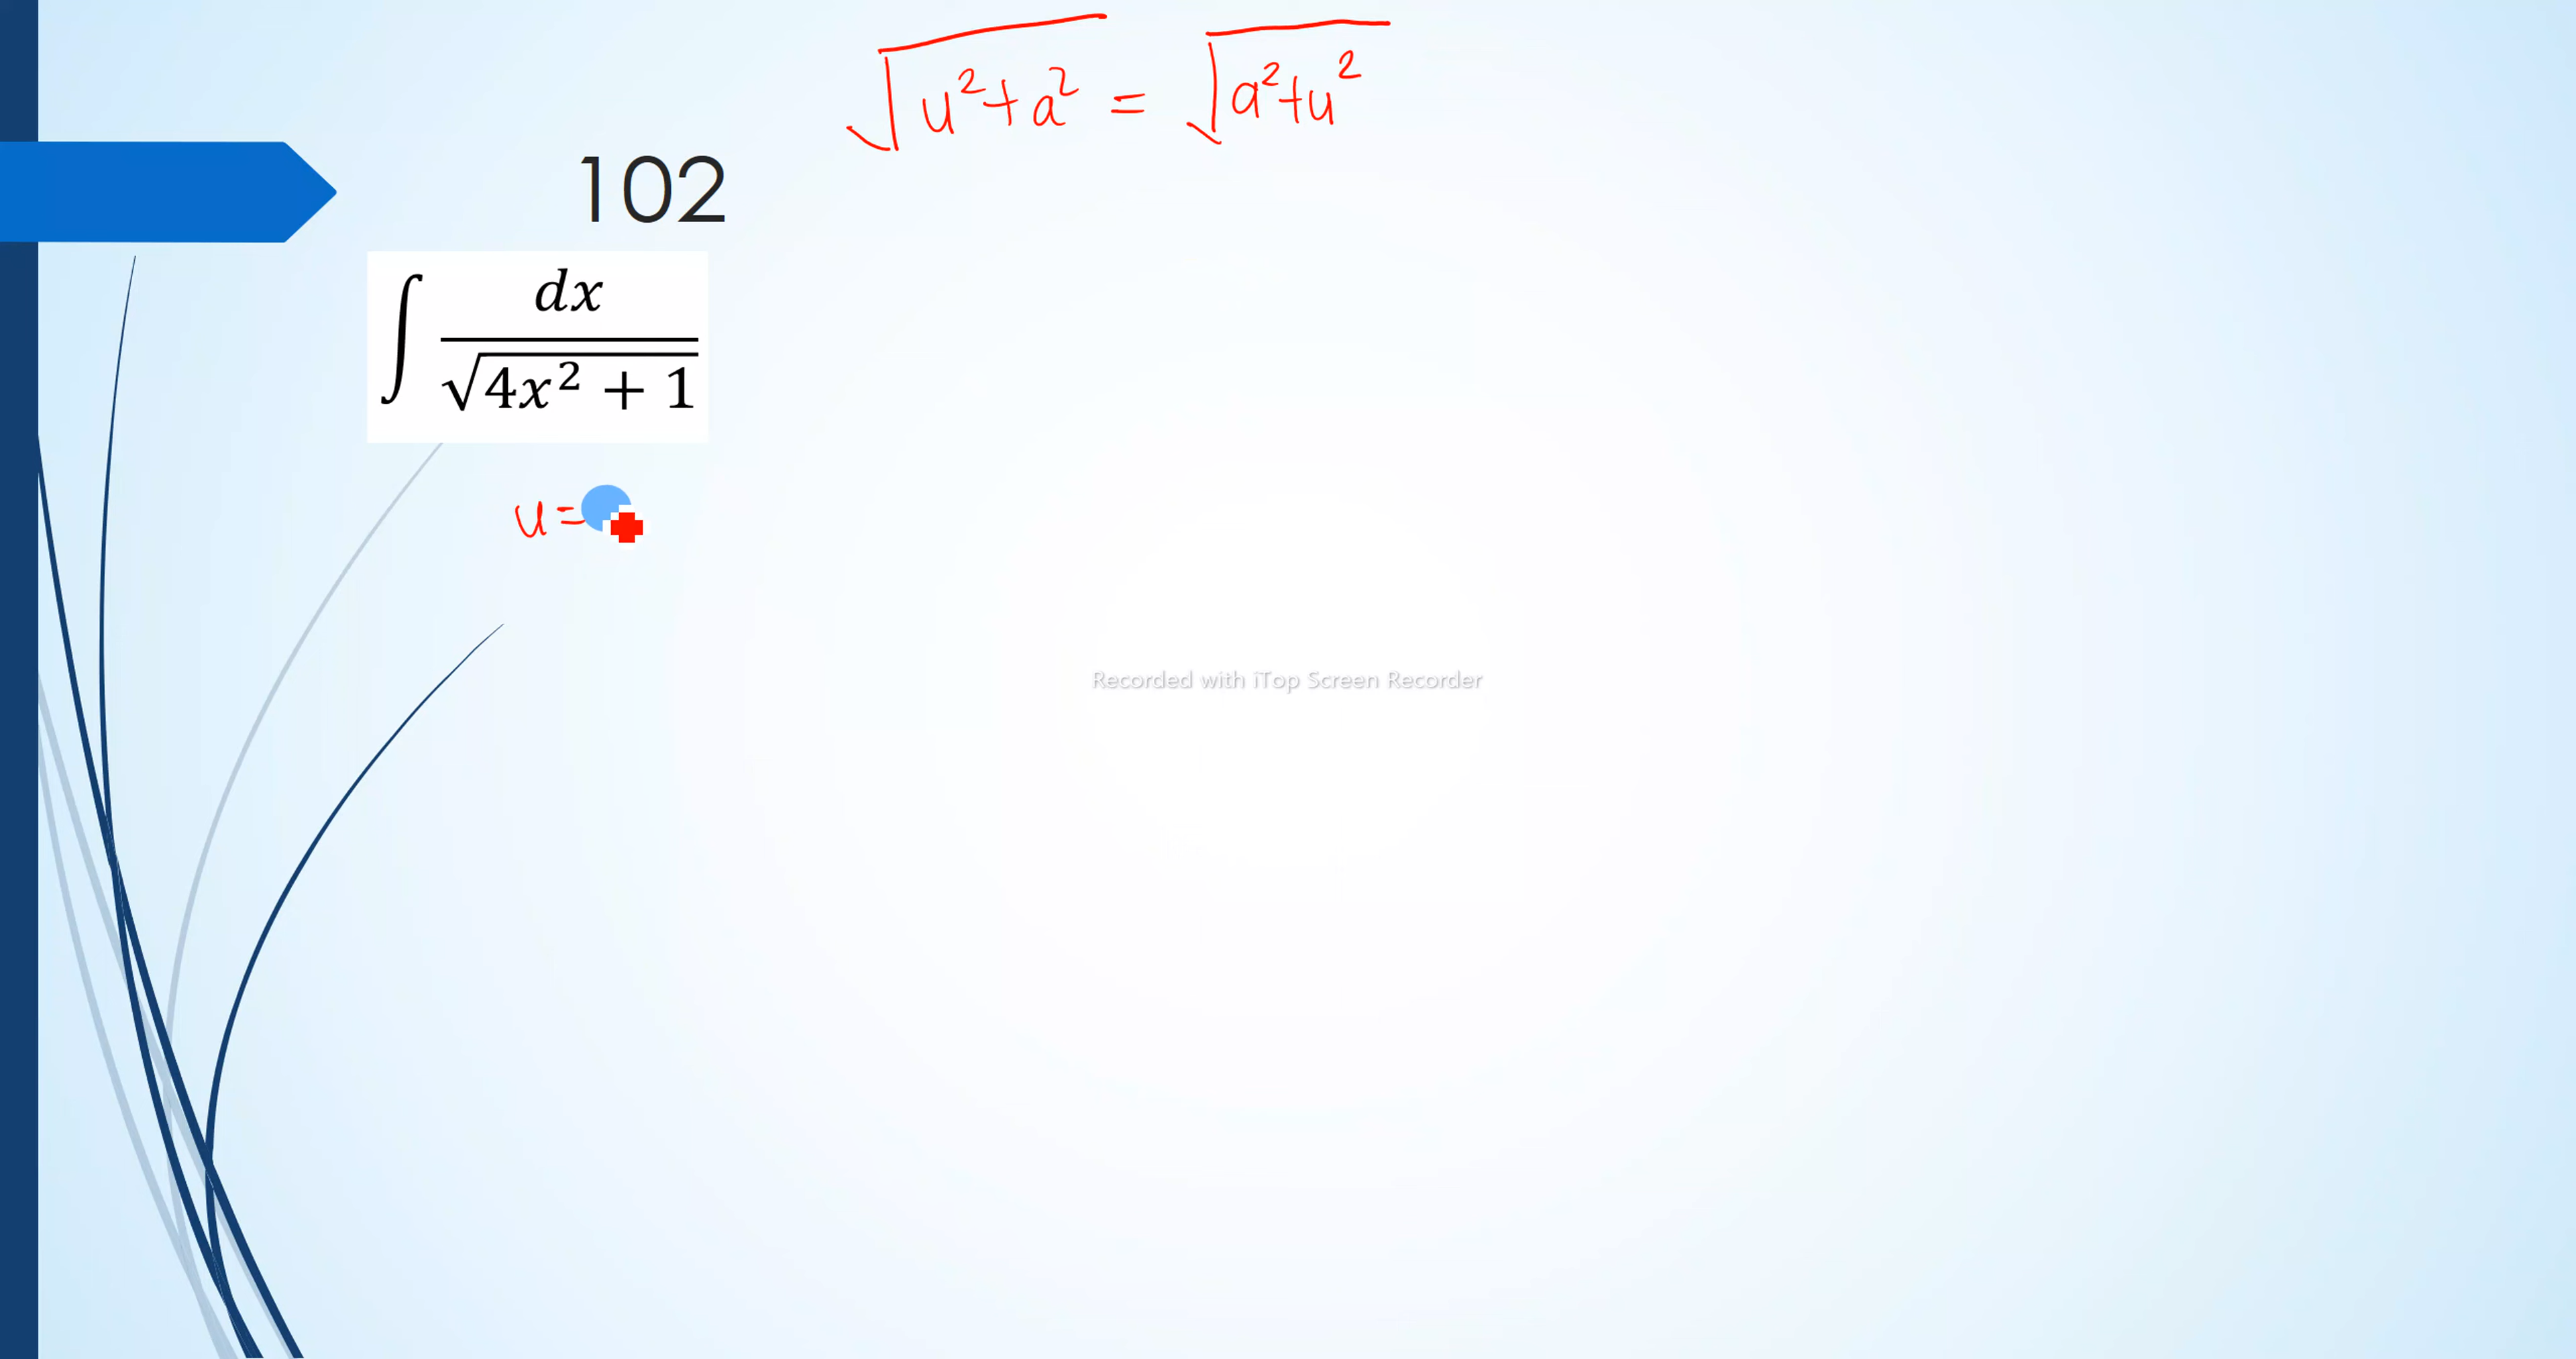 √(u²+a²) = √(a²+u²)
102
∫ dx / √(4x² + 1)
u=
Recorded with iTop Screen Recorder